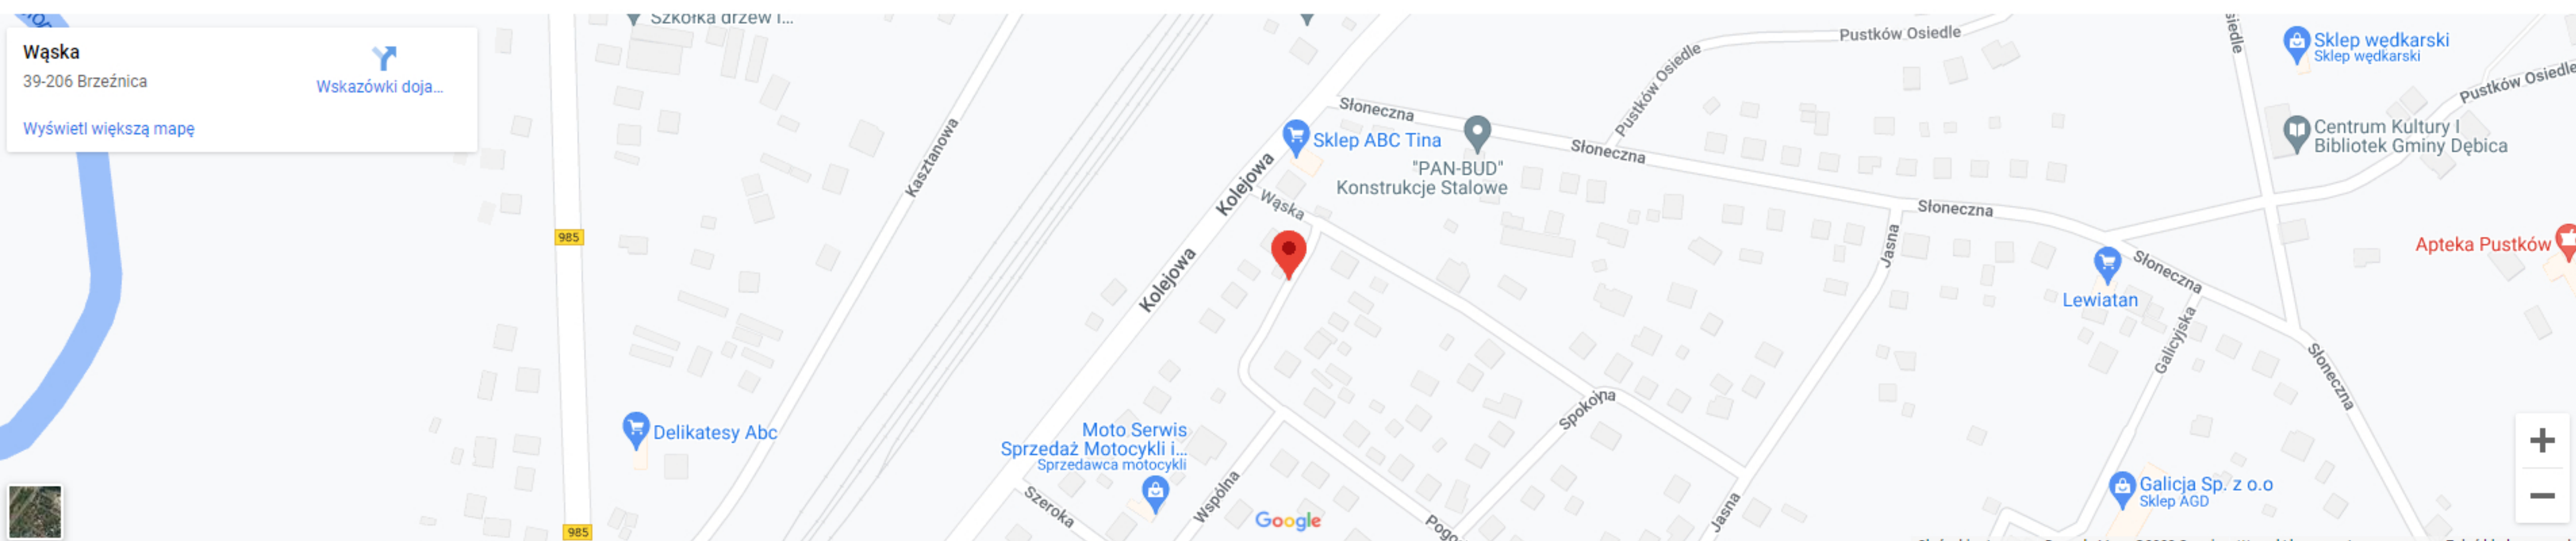 Szkółka drzew i...
Wąska
39-206 Brzeźnica
Wskazówki doja...
Wyświetl większą mapę
985
985
Kasztanowa
Delikatesy Abc
Kolejowa
Kolejowa
Sklep ABC Tina
Wąska
Słoneczna
"PAN-BUD"
Konstrukcje Stalowe
Słoneczna
Pustków Osiedle
Pustków Osiedle
Słoneczna
Jasna
Jasna
Spokojna
Moto Serwis
Sprzedaż Motocykli i...
Sprzedawca motocykli
Szeroka
Wspólna
Google
Pogo
Sklep wędkarski
Sklep wędkarski
Pustków Osiedle
Centrum Kultury I
Bibliotek Gminy Dębica
Apteka Pustków
Słoneczna
Lewiatan
Galicyjska
Słoneczna
Galicja Sp. z o.o
Sklep AGD
+
−